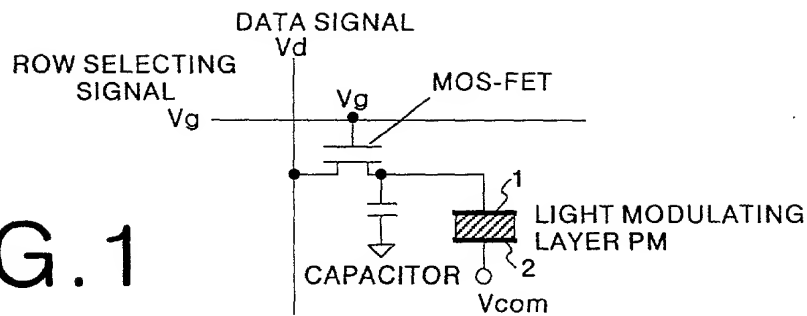 DATA SIGNAL
Vd
ROW SELECTING
SIGNAL
Vg
Vg
MOS-FET
1
LIGHT MODULATING
LAYER PM
2
CAPACITOR
Vcom
G.1